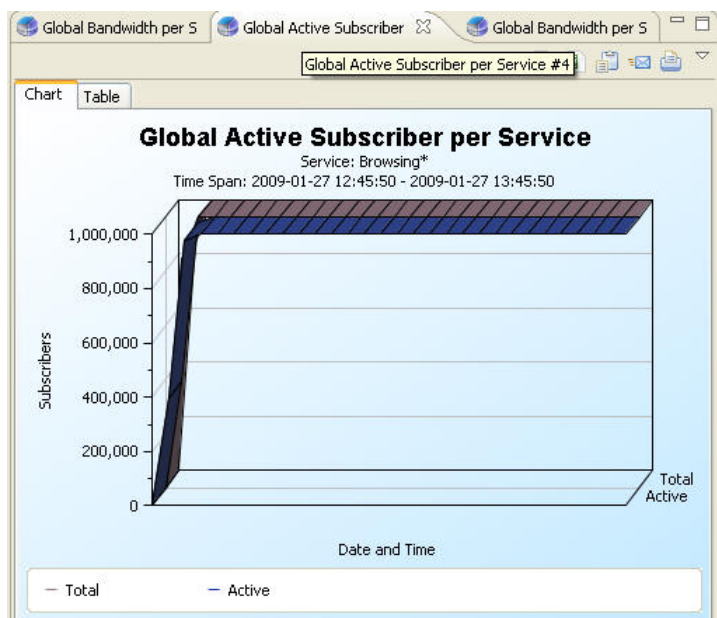 Global Bandwidth per S Global Active Subscriber Global Bandwidth per S
Global Active Subscriber per Service #4
Chart Table
Global Active Subscriber per Service
Service: Browsing*
Time Span: 2009-01-27 12:45:50 - 2009-01-27 13:45:50
1,000,000
800,000
600,000
400,000
200,000
0
Subscribers
Total
Active
Date and Time
Total Active